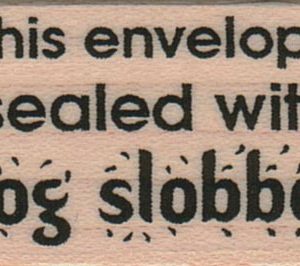 his envelop
sealed wit
og slobbe